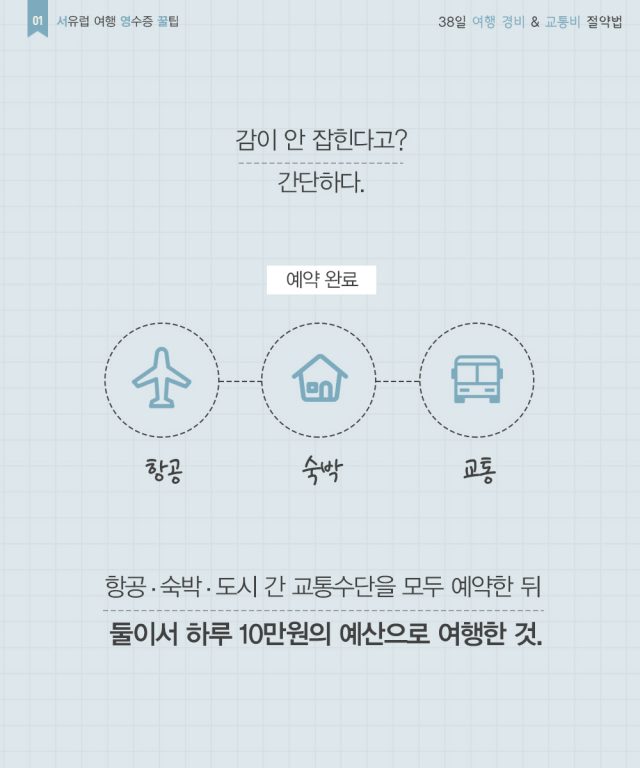 01 서유럽 여행 영수증 꿀팁
38일 여행 경비 & 교통비 절약법
감이 안 잡힌다고?
간단하다.
예약 완료
항공
숙박
교통
항공·숙박·도시 간 교통수단을 모두 예약한 뒤
둘이서 하루 10만원의 예산으로 여행한 것.